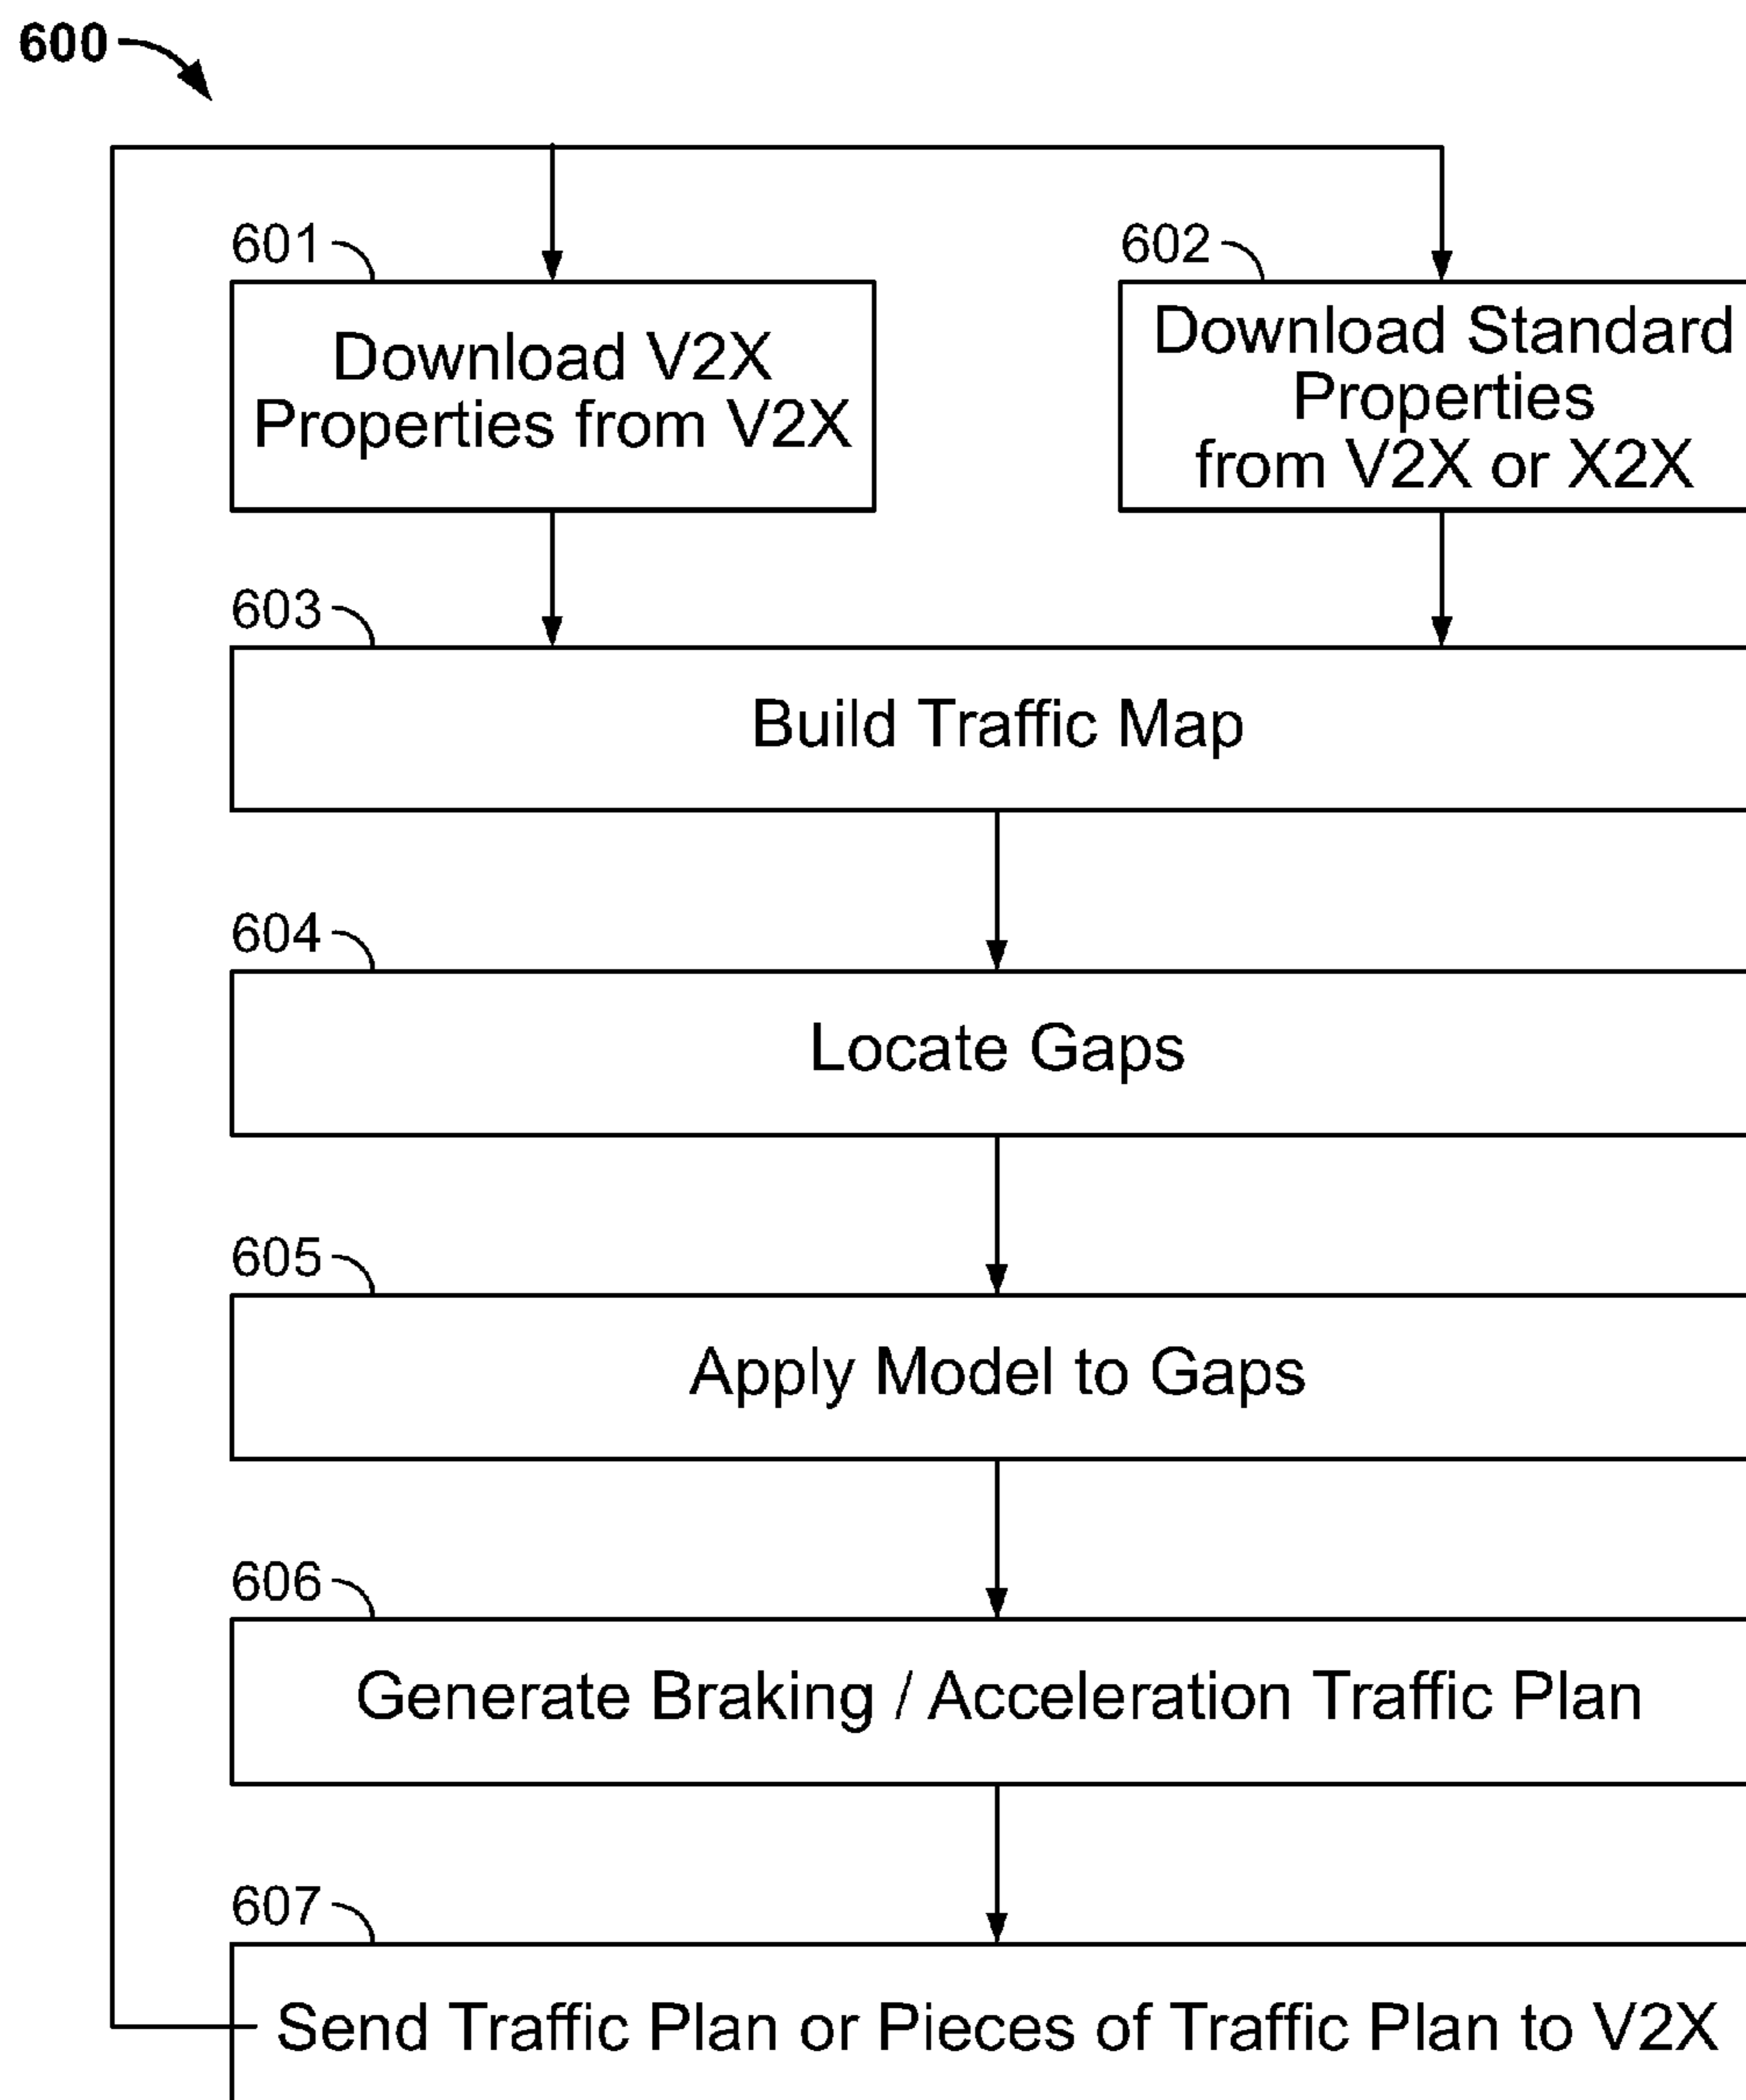 600
601
602
Download V2X
Properties from V2X
Download Standard
Properties
from V2X or X2X
603
Build Traffic Map
604
Locate Gaps
605
Apply Model to Gaps
606
Generate Braking / Acceleration Traffic Plan
607
Send Traffic Plan or Pieces of Traffic Plan to V2X